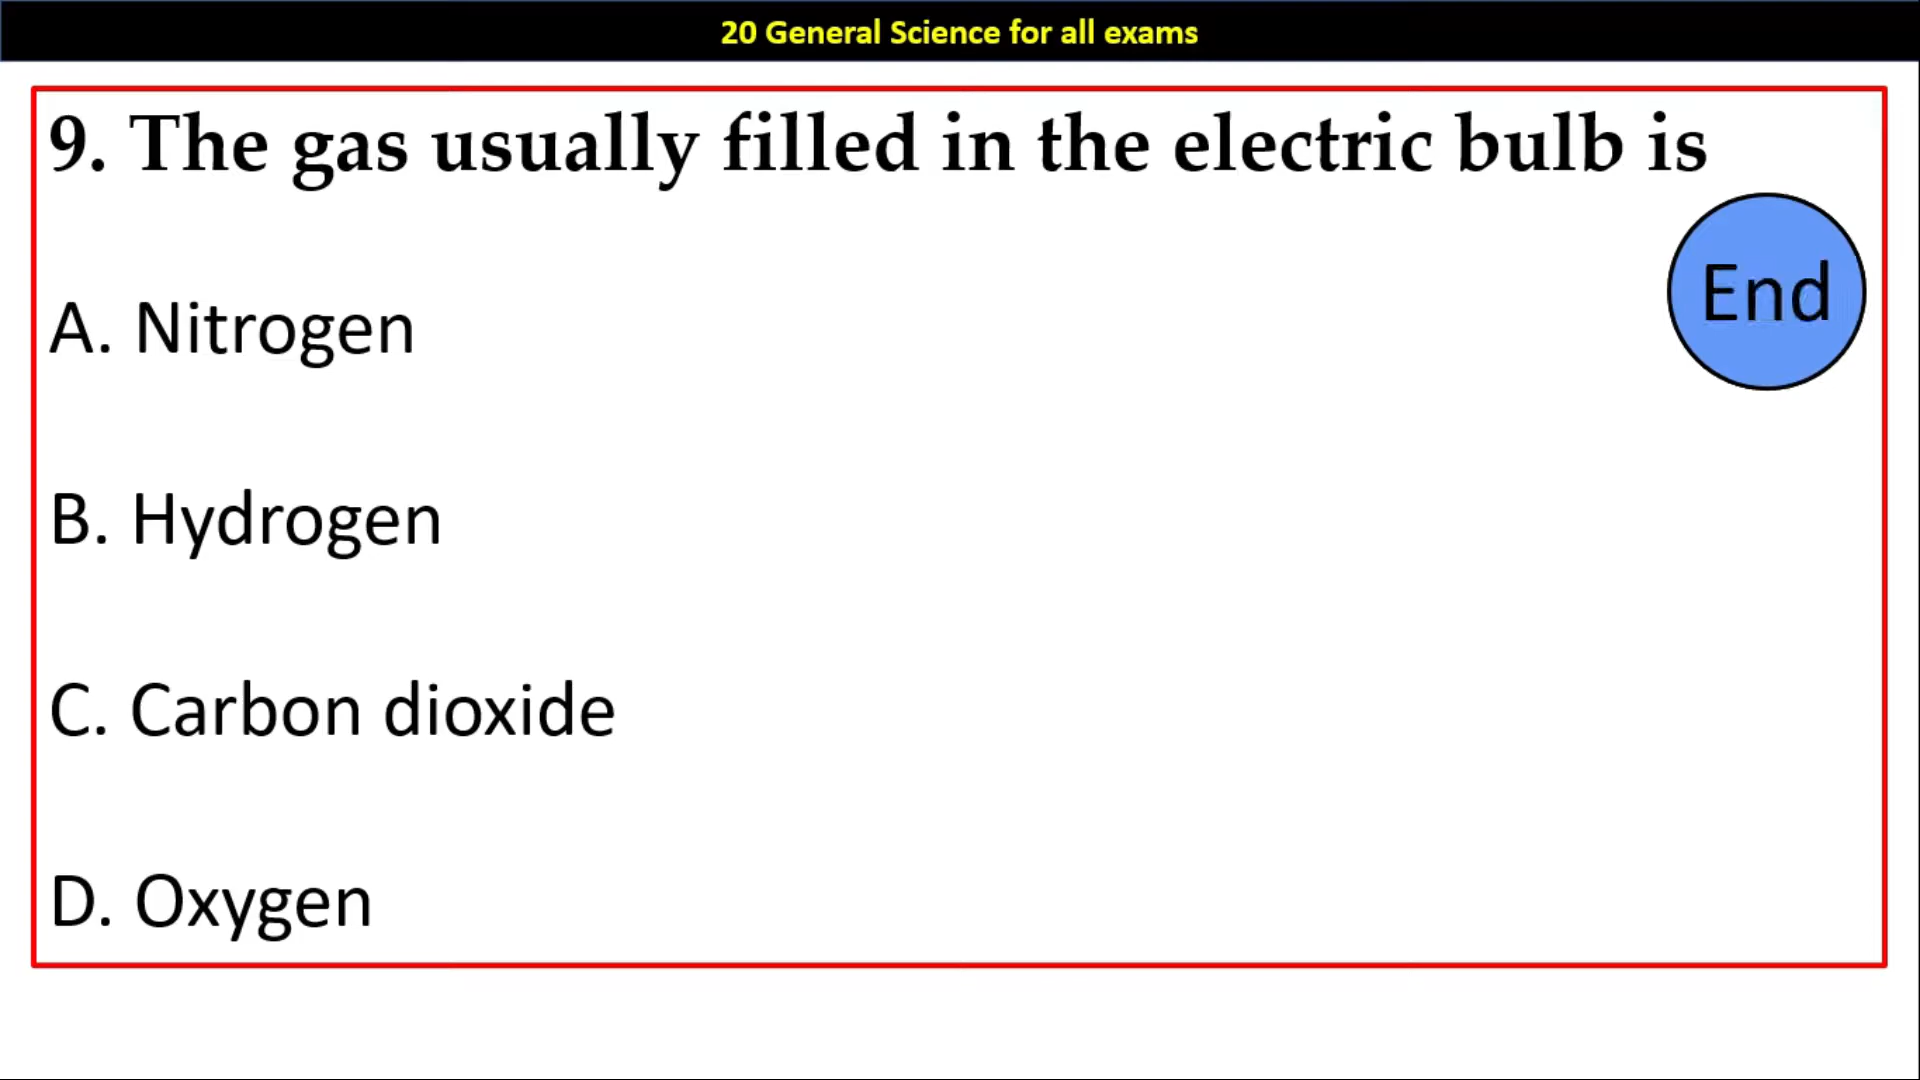 20 General Science for all exams
9. The gas usually filled in the electric bulb is
End
A. Nitrogen
B. Hydrogen
C. Carbon dioxide
D. Oxygen